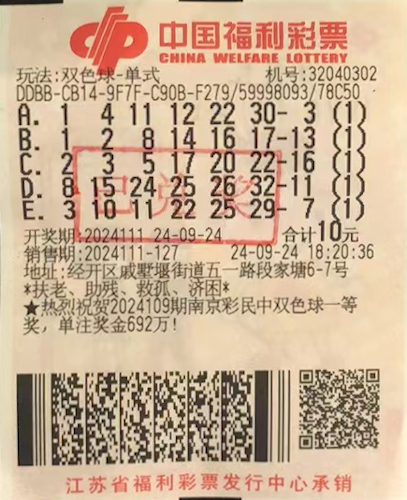 中国福利彩票
CHINA WELFARE LOTTERY
玩法:双色球-单式 机号:32040302
DDBB-CB14-9F7F-C90B-F279/59998093/78C50
A. 1 4 11 12 22 30- 3 (1)
B. 1 2 8 14 16 17-13 (1)
C. 2 3 5 17 20 22-16 (1)
D. 8 15 24 25 26 32-11 (1)
E. 3 10 11 22 25 29- 7 (1)
已兑奖
开奖期:2024111 24-09-24 合计10元
销售期:2024111-127 24-09-24 18:20:36
地址:经开区戚墅堰街道五一路段家塘6-7号
*扶老、助残、救孤、济困*
★热烈祝贺2024109期南京彩民中双色球一等
奖,单注奖金692万!
江苏省福利彩票发行中心承销